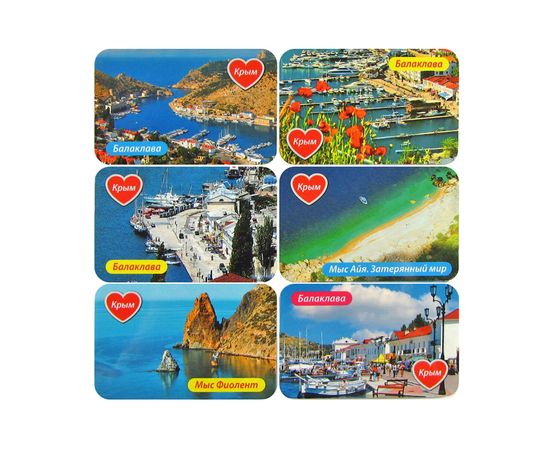 Крым
Балаклава
Балаклава
Крым
Крым
Балаклава
Крым
Мыс Айя. Затерянный мир
Крым
Мыс Фиолент
Балаклава
Крым